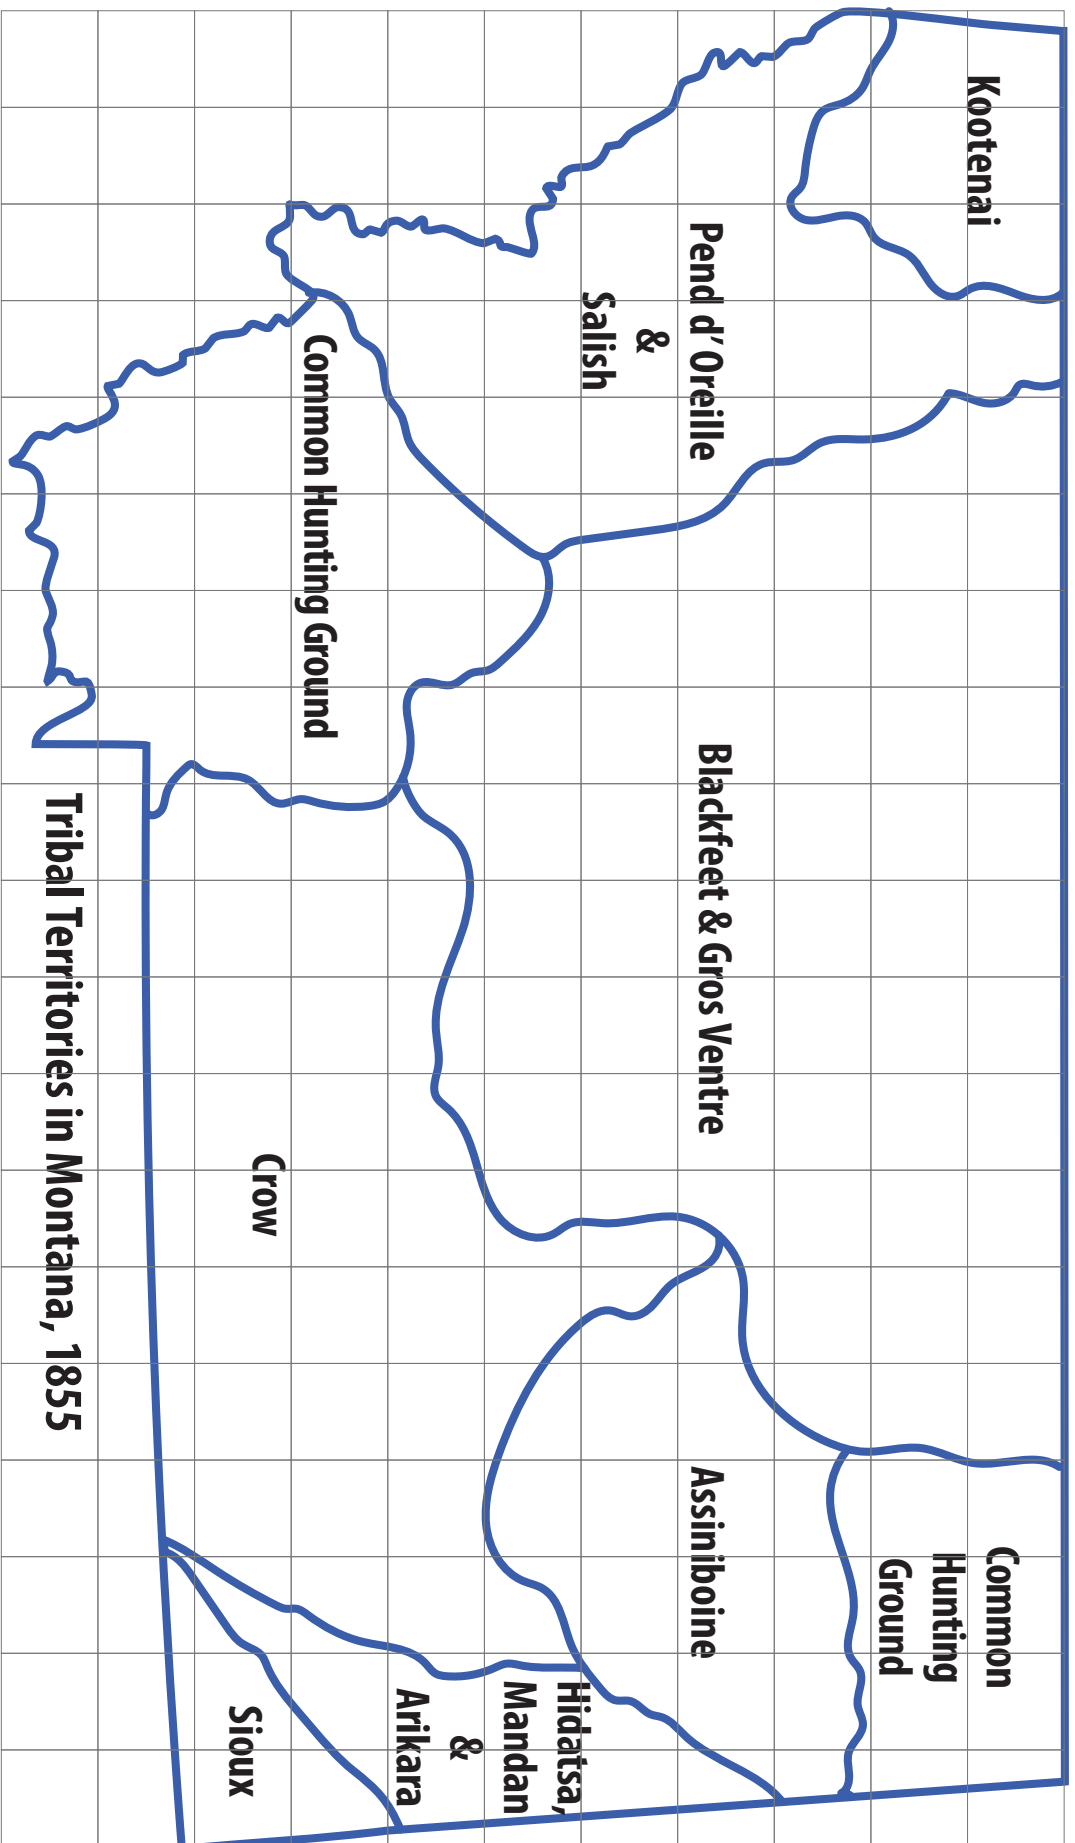 Kootenai
Pend d'Oreille
&
Salish
Common Hunting Ground
Blackfeet & Gros Ventre
Crow
Common
Hunting
Ground
Assiniboine
Hidatsa,
Mandan
&
Arikara
Sioux
Tribal Territories in Montana, 1855